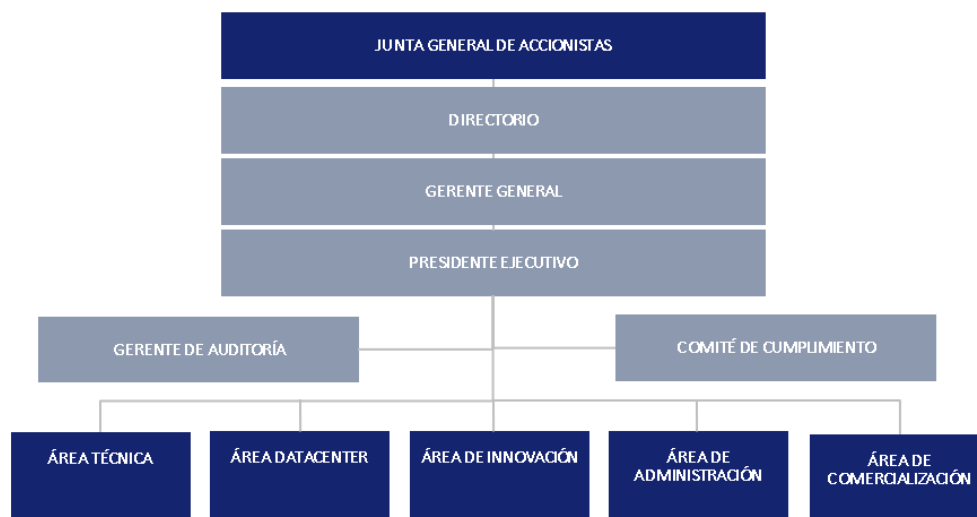 JUNTA GENERAL DE ACCIONISTAS
DIRECTORIO
GERENTE GENERAL
PRESIDENTE EJECUTIVO
GERENTE DE AUDITORÍA
COMITÉ DE CUMPLIMIENTO
ÁREA TÉCNICA
ÁREA DATACENTER
ÁREA DE INNOVACIÓN
ÁREA DE
ADMINISTRACIÓN
ÁREA DE
COMERCIALIZACIÓN